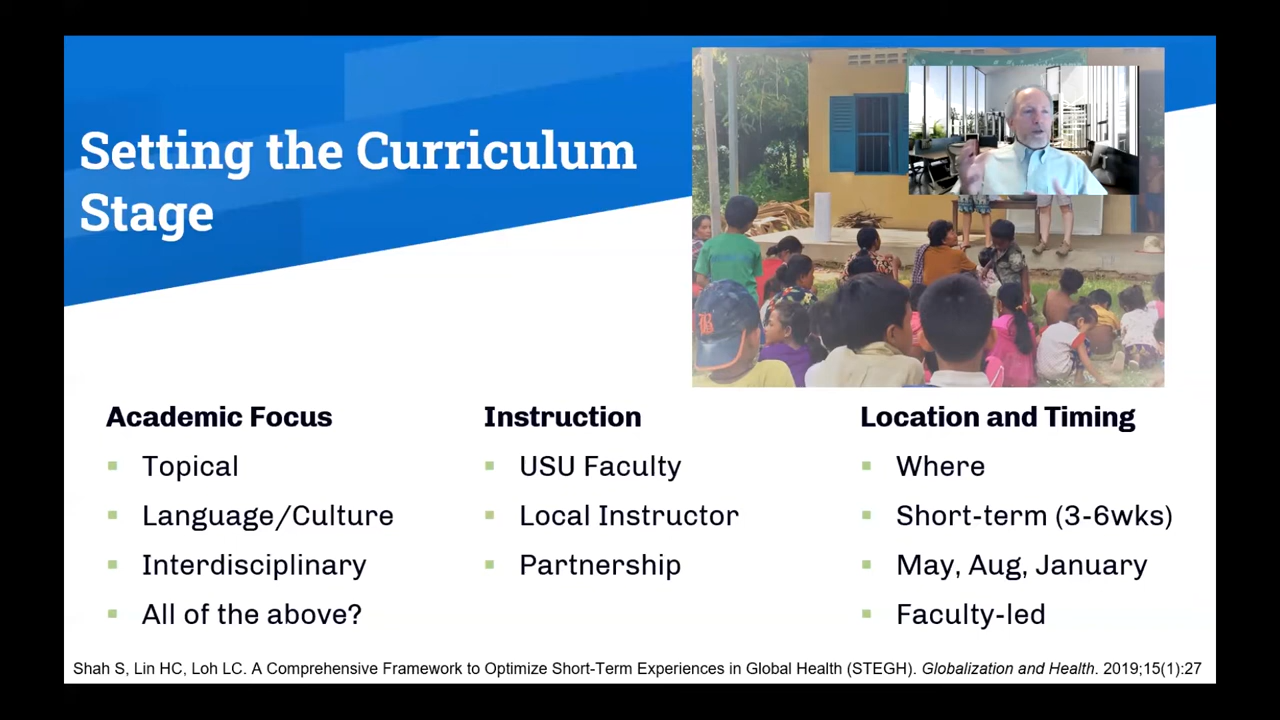 Setting the Curriculum
Stage
Academic Focus
Topical
Language/Culture
Interdisciplinary
All of the above?
Instruction
USU Faculty
Local Instructor
Partnership
Location and Timing
Where
Short-term (3-6wks)
May, Aug, January
Faculty-led
Shah S, Lin HC, Loh LC. A Comprehensive Framework to Optimize Short-Term Experiences in Global Health (STEGH). Globalization and Health. 2019;15(1):27